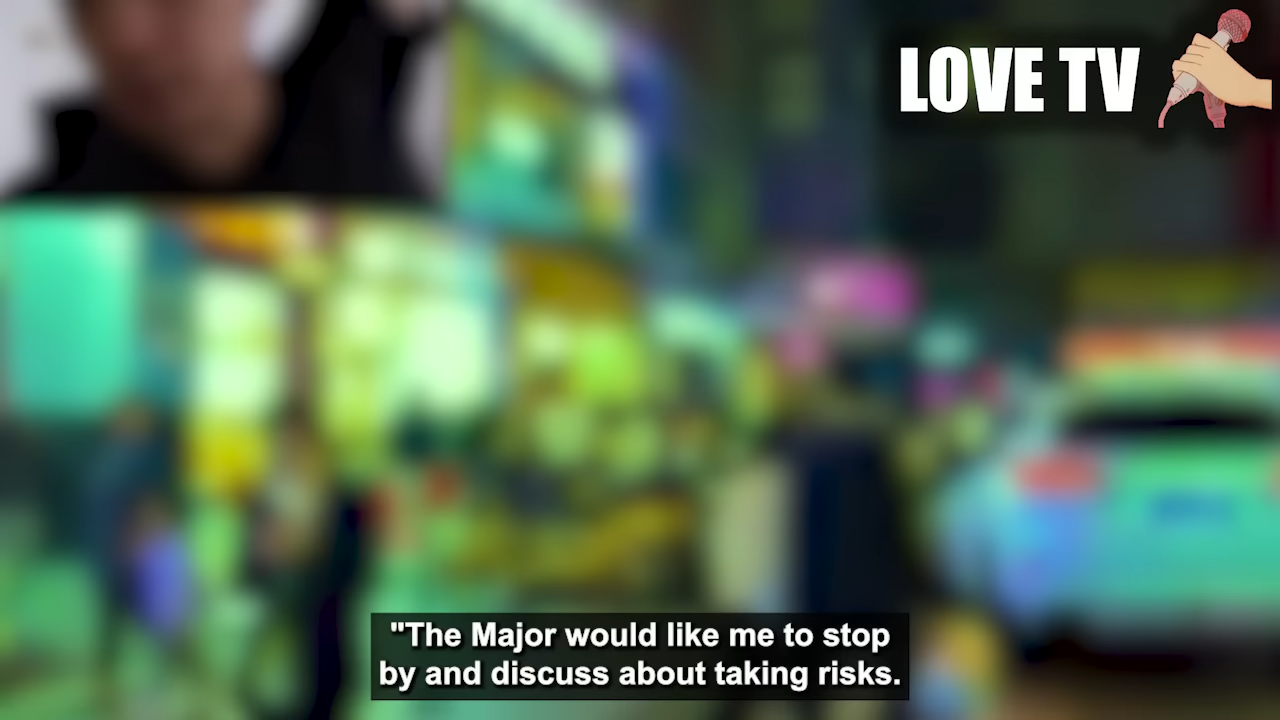 LOVE TV
"The Major would like me to stop
by and discuss about taking risks.